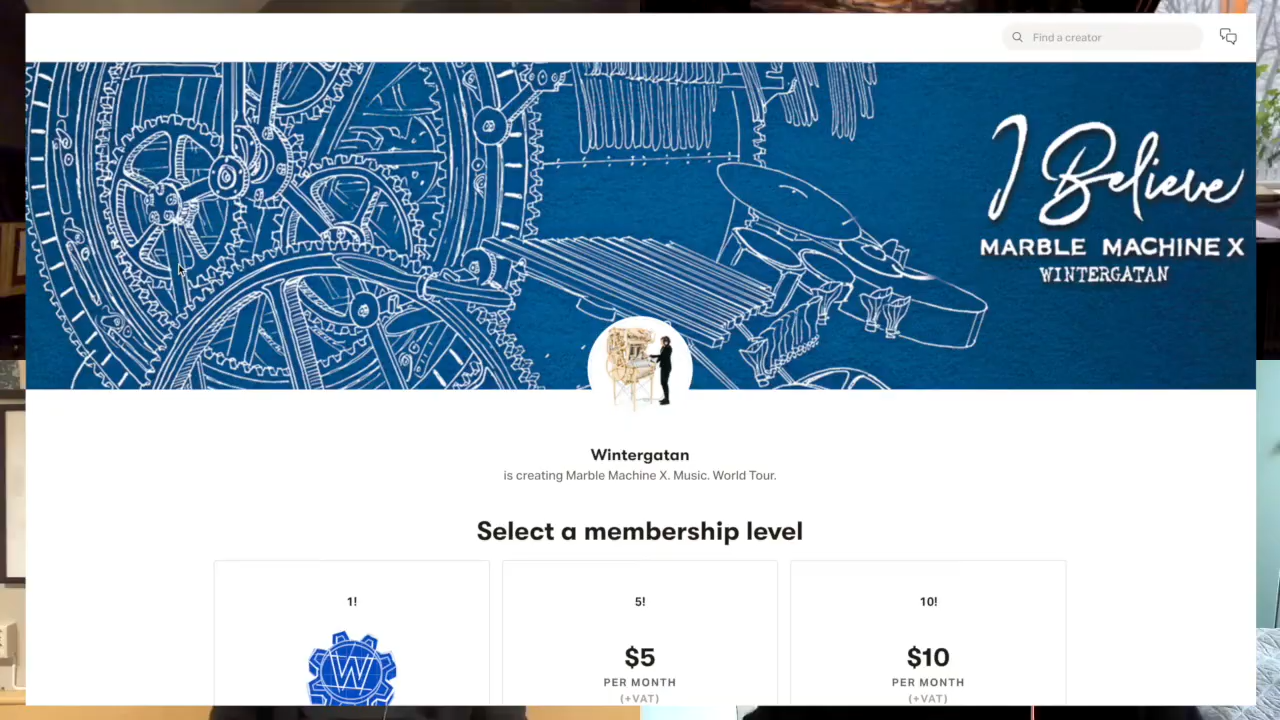 Find a creator
I Believe
MARBLE MACHINE X
WINTERGATAN
Wintergatan
is creating Marble Machine X. Music. World Tour.
Select a membership level
1!
5!
10!
W
$5
$10
PER MONTH
PER MONTH
(+VAT)
(+VAT)